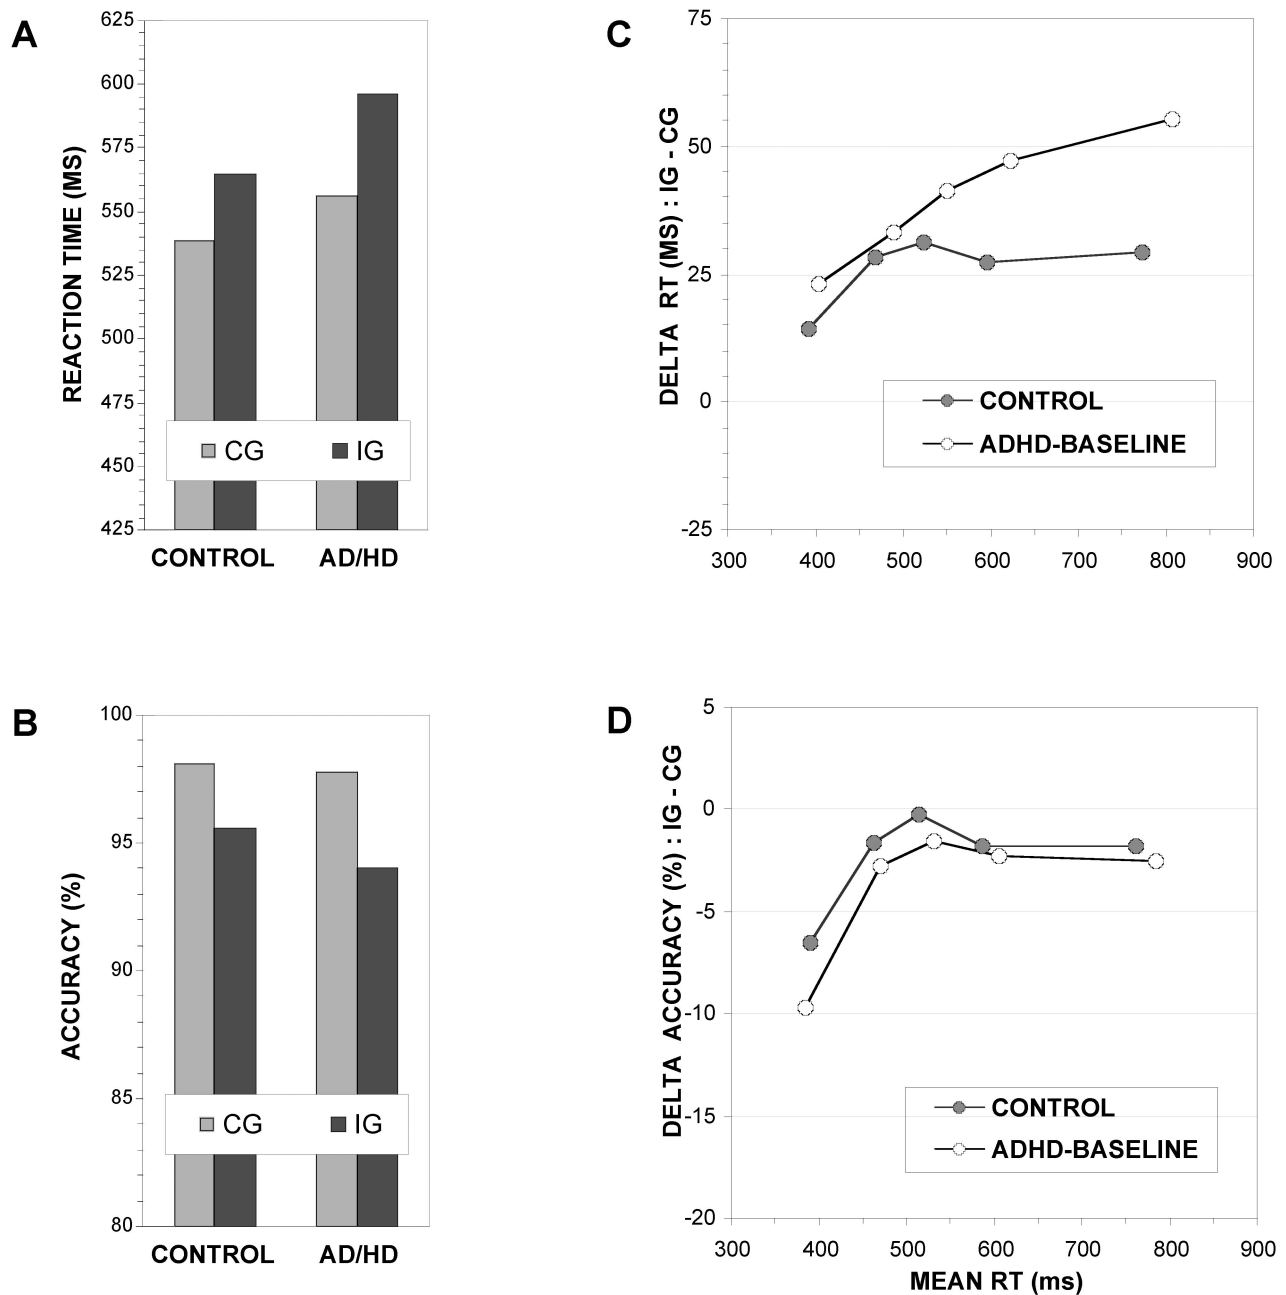 A
REACTION TIME (MS)
625
600
575
550
525
500
475
450
425
CG
IG
CONTROL
AD/HD
C
DELTA RT (MS) : IG - CG
75
50
25
0
-25
CONTROL
ADHD-BASELINE
300
400
500
600
700
800
900
B
ACCURACY (%)
100
95
90
85
80
CG
IG
CONTROL
AD/HD
D
DELTA ACCURACY (%) : IG - CG
5
0
-5
-10
-15
-20
CONTROL
ADHD-BASELINE
300
400
500
600
700
800
900
MEAN RT (ms)